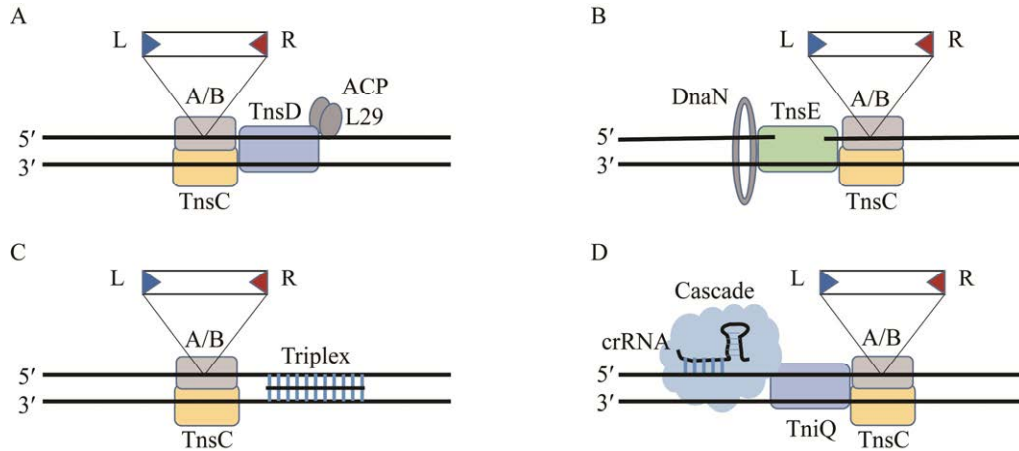 A
L R
A/B
TnsD
ACP
L29
5′
3′
TnsC
B
L R
DnaN
TnsE
A/B
5′
3′
TnsC
C
L R
A/B
Triplex
5′
3′
TnsC
D
L R
Cascade
crRNA
A/B
5′
3′
TniQ
TnsC